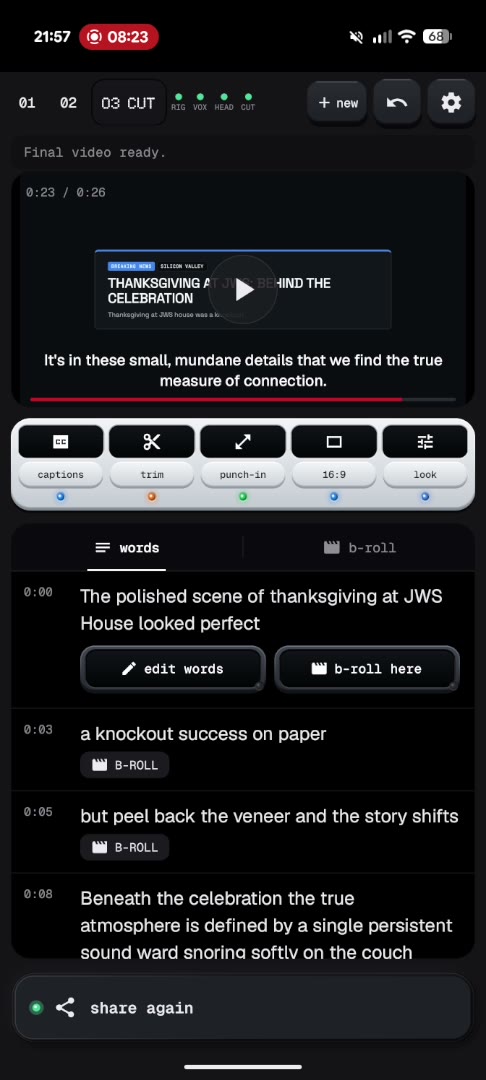 21:57 08:23 68
01 02 03 CUT RIG VOX HEAD CUT + new
Final video ready.
0:23 / 0:26
BREAKING NEWS SILICON VALLEY
THANKSGIVING AT JWS: BEHIND THE
CELEBRATION
Thanksgiving at JWS house was a
It's in these small, mundane details that we find the true
measure of connection.
CC
captions trim punch-in 16:9 look
words b-roll
0:00 The polished scene of thanksgiving at JWS
House looked perfect
edit words b-roll here
0:03 a knockout success on paper
B-ROLL
0:05 but peel back the veneer and the story shifts
B-ROLL
0:08 Beneath the celebration the true
atmosphere is defined by a single persistent
sound ward snoring softly on the couch
share again